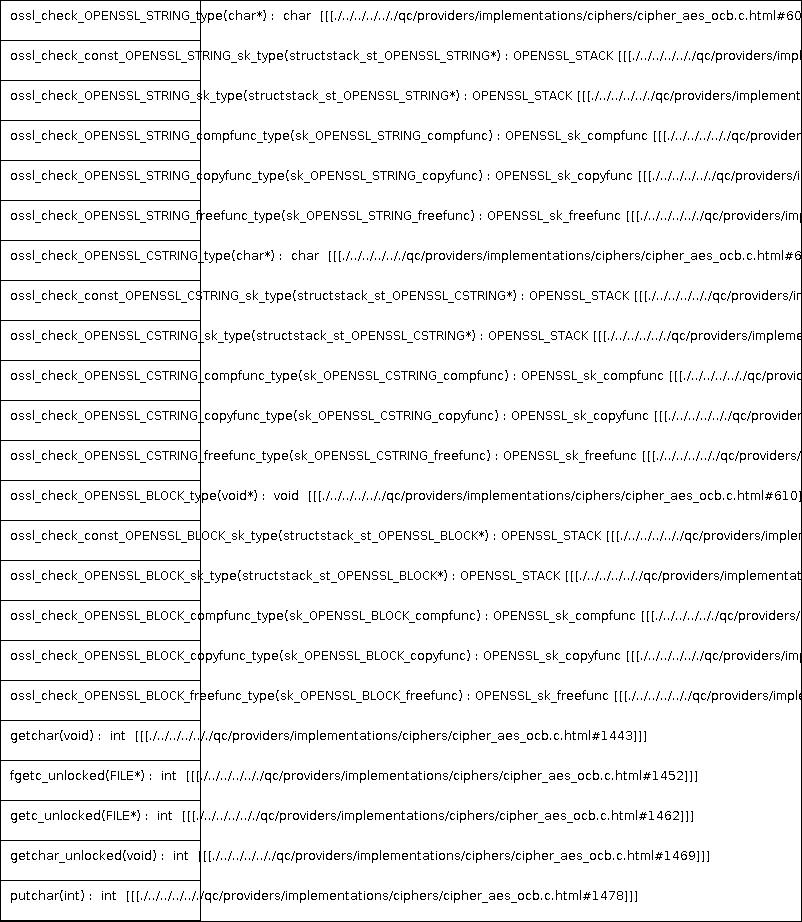 ossl_check_OPENSSL_STRING_type(char*) : char [[[./../../../../qc/providers/implementations/ciphers/cipher_aes_ocb.c.html#60
ossl_check_const_OPENSSL_STRING_sk_type(structstack_st_OPENSSL_STRING*) : OPENSSL_STACK [[[./../../../../qc/providers/impl
ossl_check_OPENSSL_STRING_sk_type(structstack_st_OPENSSL_STRING*) : OPENSSL_STACK [[[./../../../../qc/providers/implement
ossl_check_OPENSSL_STRING_compfunc_type(sk_OPENSSL_STRING_compfunc) : OPENSSL_sk_compfunc [[[./../../../../qc/provider
ossl_check_OPENSSL_STRING_copyfunc_type(sk_OPENSSL_STRING_copyfunc) : OPENSSL_sk_copyfunc [[[./../../../../qc/providers/i
ossl_check_OPENSSL_STRING_freefunc_type(sk_OPENSSL_STRING_freefunc) : OPENSSL_sk_freefunc [[[./../../../../qc/providers/imp
ossl_check_OPENSSL_CSTRING_type(char*) : char [[[./../../../../qc/providers/implementations/ciphers/cipher_aes_ocb.c.html#6
ossl_check_const_OPENSSL_CSTRING_sk_type(structstack_st_OPENSSL_CSTRING*) : OPENSSL_STACK [[[./../../../../qc/providers/in
ossl_check_OPENSSL_CSTRING_sk_type(structstack_st_OPENSSL_CSTRING*) : OPENSSL_STACK [[[./../../../../qc/providers/impleme
ossl_check_OPENSSL_CSTRING_compfunc_type(sk_OPENSSL_CSTRING_compfunc) : OPENSSL_sk_compfunc [[[./../../../../qc/provid
ossl_check_OPENSSL_CSTRING_copyfunc_type(sk_OPENSSL_CSTRING_copyfunc) : OPENSSL_sk_copyfunc [[[./../../../../qc/provider
ossl_check_OPENSSL_CSTRING_freefunc_type(sk_OPENSSL_CSTRING_freefunc) : OPENSSL_sk_freefunc [[[./../../../../qc/providers/
ossl_check_OPENSSL_BLOCK_type(void*) : void [[[./../../../../qc/providers/implementations/ciphers/cipher_aes_ocb.c.html#610]
ossl_check_const_OPENSSL_BLOCK_sk_type(structstack_st_OPENSSL_BLOCK*) : OPENSSL_STACK [[[./../../../../qc/providers/implen
ossl_check_OPENSSL_BLOCK_sk_type(structstack_st_OPENSSL_BLOCK*) : OPENSSL_STACK [[[./../../../../qc/providers/implementat
ossl_check_OPENSSL_BLOCK_compfunc_type(sk_OPENSSL_BLOCK_compfunc) : OPENSSL_sk_compfunc [[[./../../../../qc/providers/
ossl_check_OPENSSL_BLOCK_copyfunc_type(sk_OPENSSL_BLOCK_copyfunc) : OPENSSL_sk_copyfunc [[[./../../../../qc/providers/imp
ossl_check_OPENSSL_BLOCK_freefunc_type(sk_OPENSSL_BLOCK_freefunc) : OPENSSL_sk_freefunc [[[./../../../../qc/providers/imple
getchar(void) : int [[[./../../../../qc/providers/implementations/ciphers/cipher_aes_ocb.c.html#1443]]]
fgetc_unlocked(FILE*) : int [[[./../../../../qc/providers/implementations/ciphers/cipher_aes_ocb.c.html#1452]]]
getc_unlocked(FILE*) : int [[[./../../../../qc/providers/implementations/ciphers/cipher_aes_ocb.c.html#1462]]]
getchar_unlocked(void) : int [[[./../../../../qc/providers/implementations/ciphers/cipher_aes_ocb.c.html#1469]]]
putchar(int) : int [[[./../../../../qc/providers/implementations/ciphers/cipher_aes_ocb.c.html#1478]]]